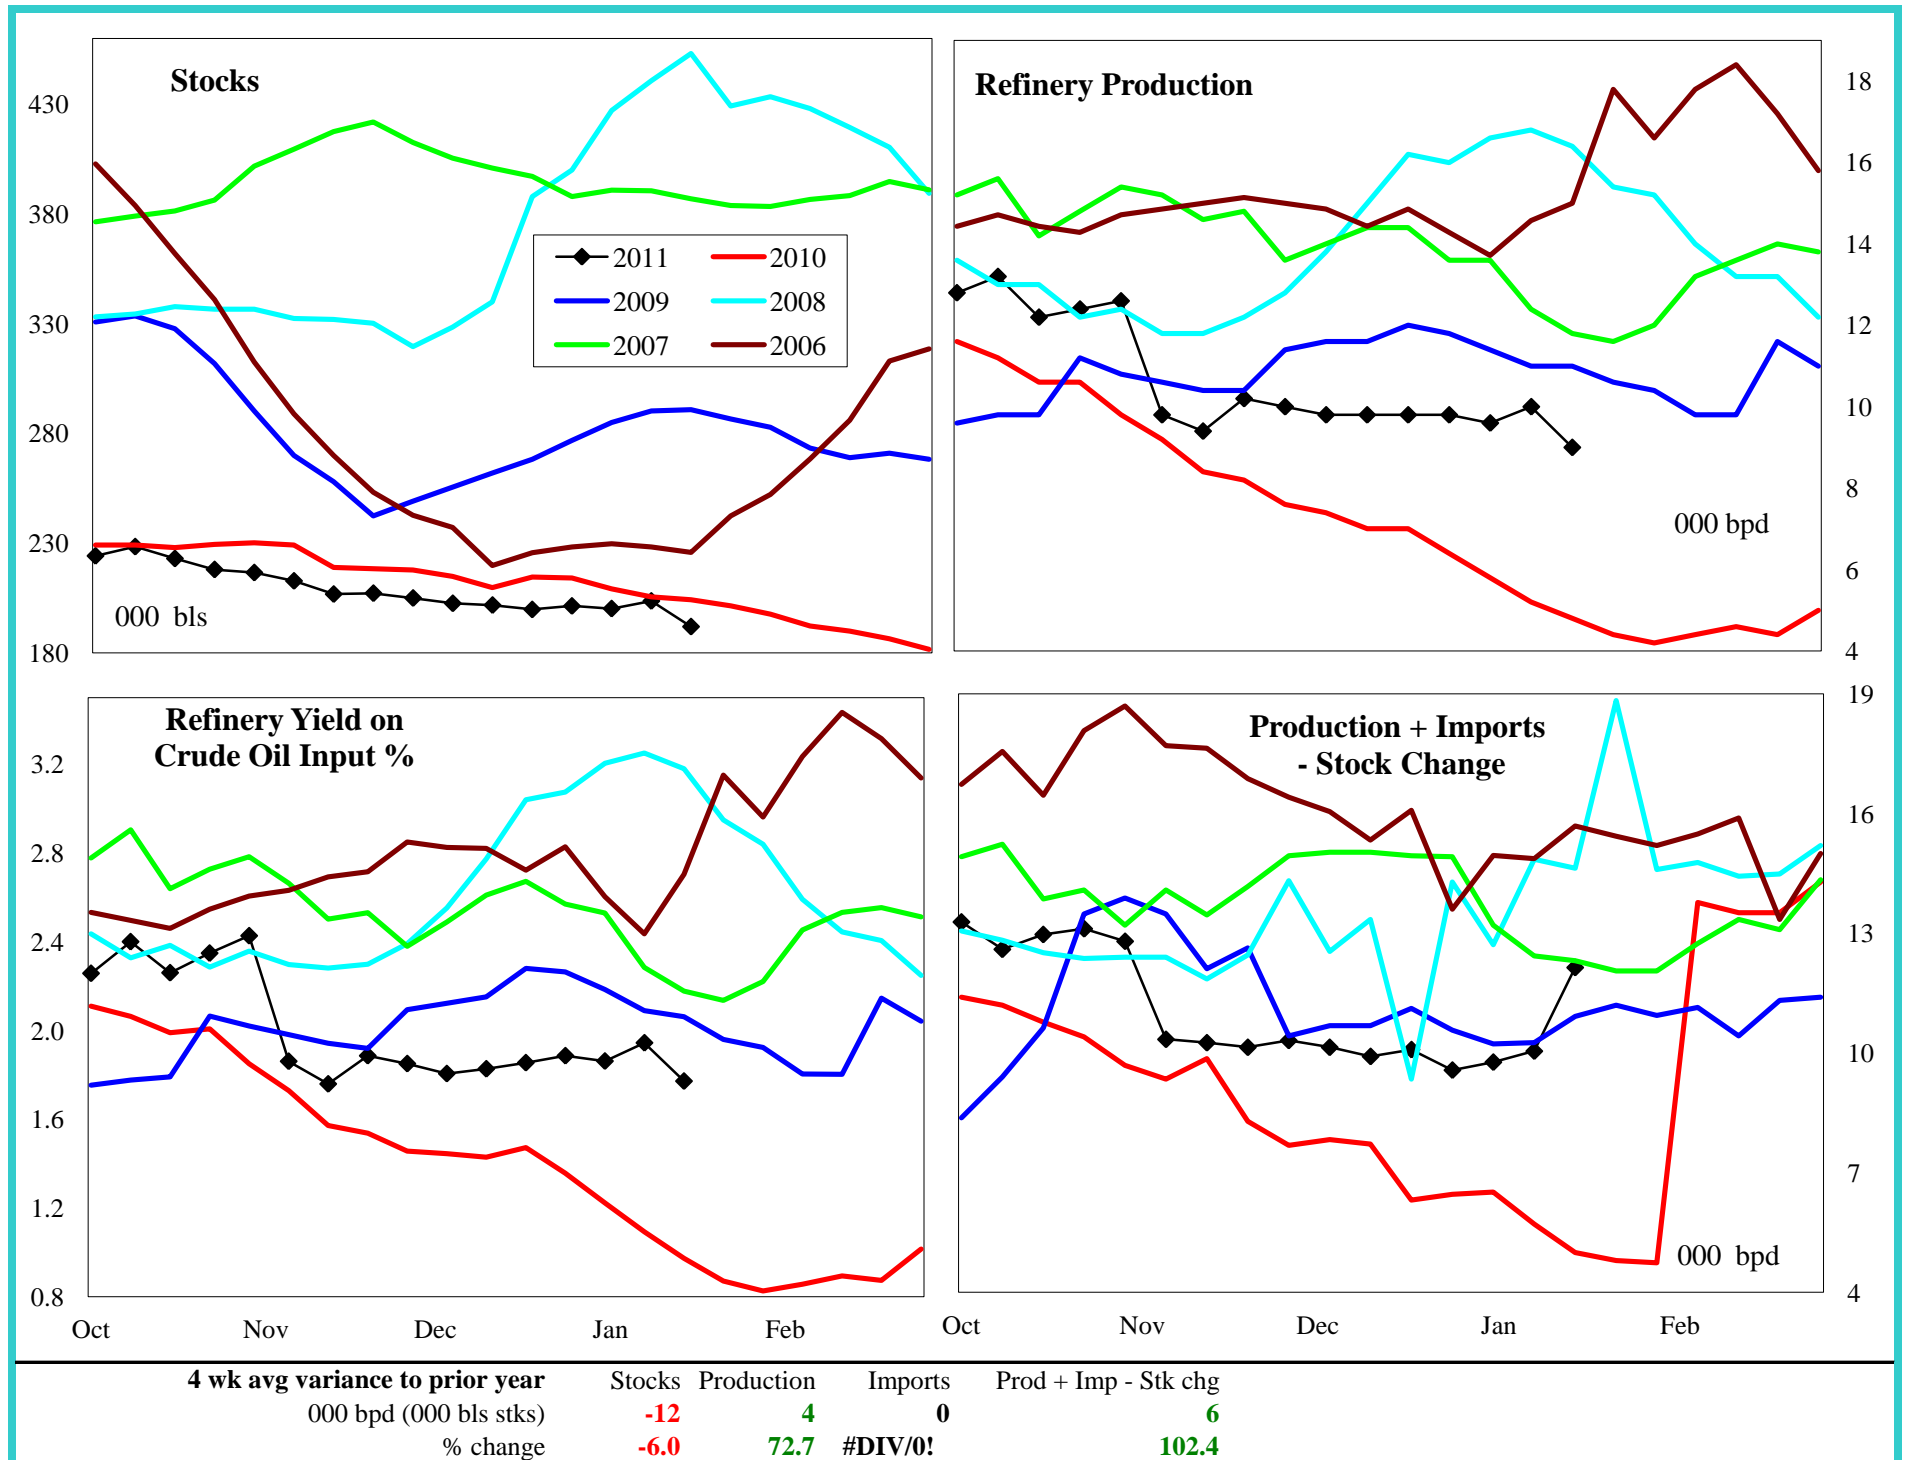 Stocks
430
380
330
280
230
180
000 bls
2011 2010
2009 2008
2007 2006
Refinery Production
18
16
14
12
10
8
6
4
000 bpd
Refinery Yield on
Crude Oil Input %
3.2
2.8
2.4
2.0
1.6
1.2
0.8
Oct Nov Dec Jan Feb
Production + Imports
- Stock Change
19
16
13
10
7
4
000 bpd
Oct Nov Dec Jan Feb
4 wk avg variance to prior year Stocks Production Imports Prod + Imp - Stk chg
000 bpd (000 bls stks) -12 4 0 6
% change -6.0 72.7 #DIV/0! 102.4